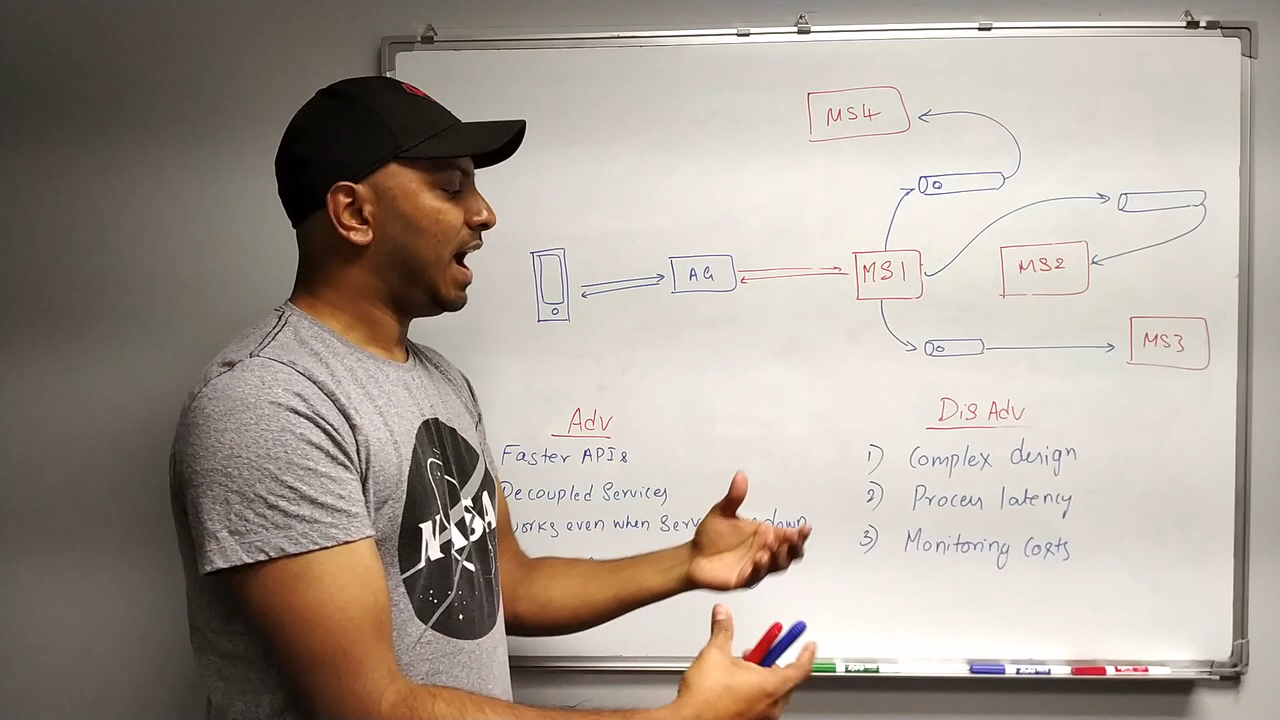 MS4
AG
MS1
MS2
MS3
Adv
Faster APIs
Decoupled Services
works even when down
Dis Adv
1) Complex design
2) Process latency
3) Monitoring Costs
NASA